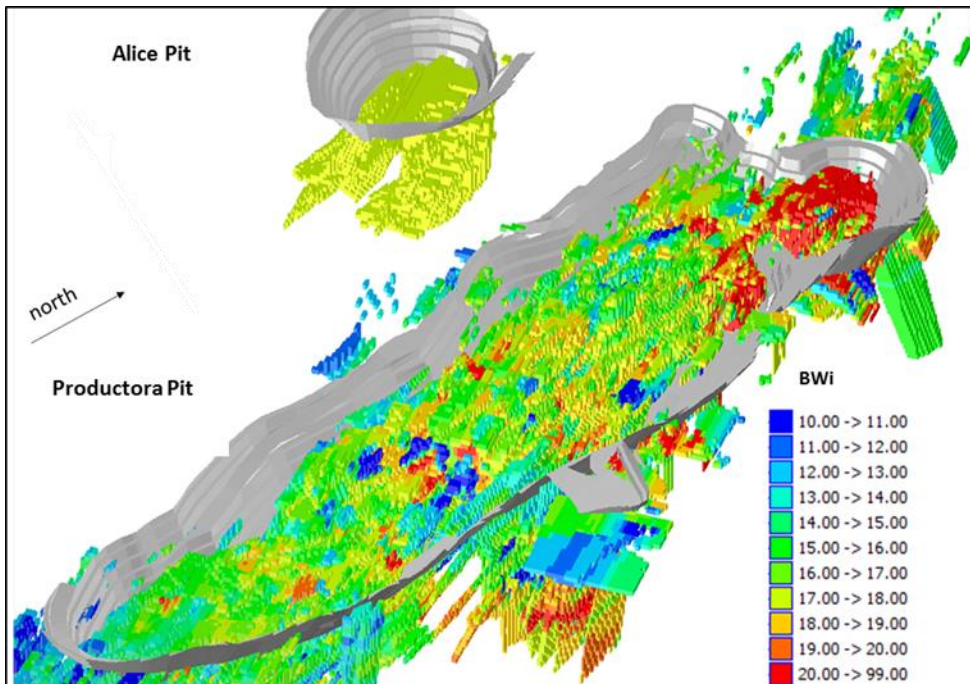 Alice Pit
north
Productora Pit
BWi
10.00 -> 11.00
11.00 -> 12.00
12.00 -> 13.00
13.00 -> 14.00
14.00 -> 15.00
15.00 -> 16.00
16.00 -> 17.00
17.00 -> 18.00
18.00 -> 19.00
19.00 -> 20.00
20.00 -> 99.00